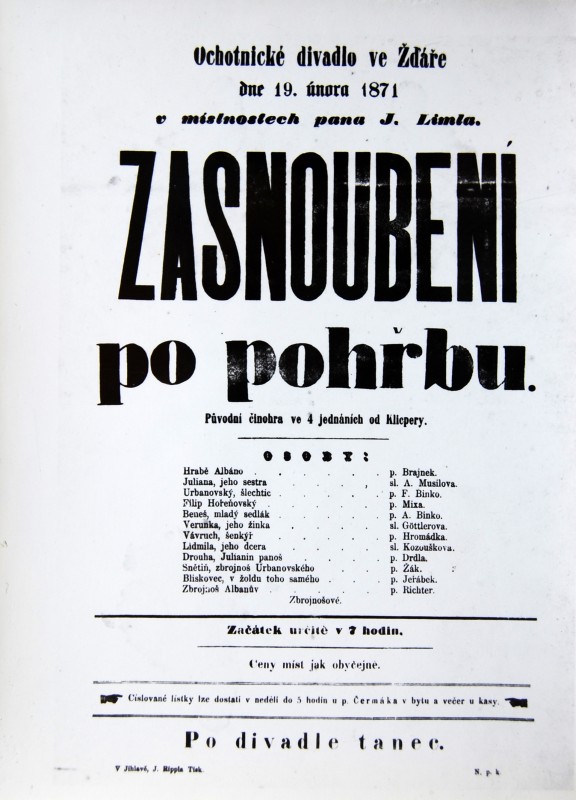 Ochotnické divadlo ve Žďáře
dne 19. února 1871
v místnostech pana J. Limla.
ZASNOUBENÍ
po pohřbu.
Původní činohra ve 4 jednáních od Klicpery.
OSOBY:
Hrabě Albáno . . . . . . p. Brajnek.
Juliana, jeho sestra . . . . . sl. A. Musilova.
Urbanovský, šlechtic . . . . . p. F. Binko.
Filip Hořeňovský . . . . . p. Mixa.
Beneš, mladý sedlák . . . . . p. A. Binko.
Verunka, jeho žinka . . . . . sl. Göttlerova.
Vávruch, šenkýř . . . . . p. Hromádka.
Lidmila, jeho dcera . . . . . sl. Kozouškova.
Drouha, Julianin panoš . . . . . p. Drdla.
Snětín, zbrojnoš Urbanovského . . . . p. Žák.
Blískovec, v žoldu toho samého . . . . p. Jeřábek.
Zbrojnoš Albanův . . . . . p. Richter.
Zbrojnošové.
Začátek určitě v 7 hodin.
Ceny míst jak obyčejné.
Číslované lístky lze dostati v neděli do 5 hodin u p. Čermáka v bytu a večer u kasy.
Po divadle tanec.
V Jihlavě, J. Rippla Tisk. N. p. k.